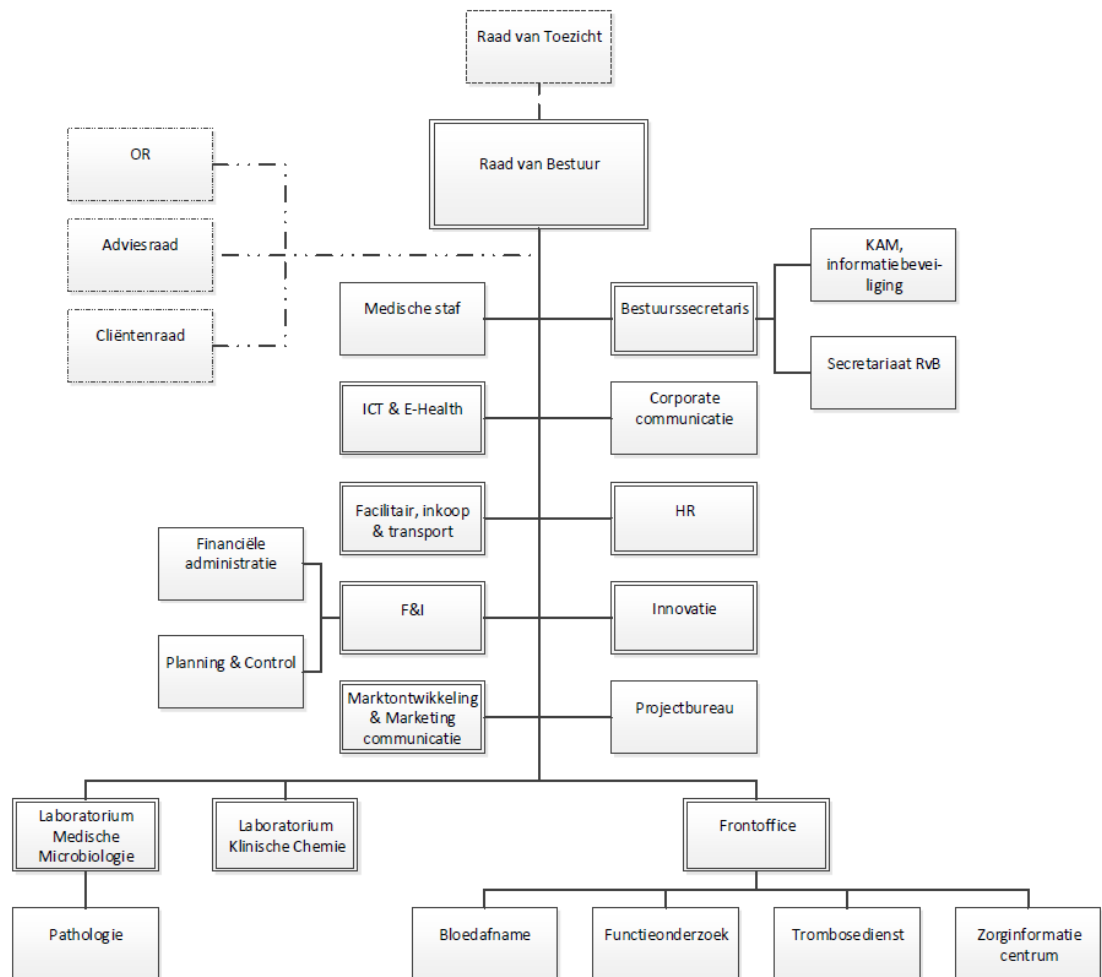 Raad van Toezicht
Raad van Bestuur
OR
Adviesraad
Cliëntenraad
KAM,
informatiebevei-
liging
Medische staf
Bestuurssecretaris
Secretariaat RvB
ICT & E-Health
Corporate
communicatie
Facilitair, inkoop
& transport
HR
Financiële
administratie
F&I
Innovatie
Planning & Control
Marktontwikkeling
& Marketing
communicatie
Projectbureau
Laboratorium
Medische
Microbiologie
Laboratorium
Klinische Chemie
Frontoffice
Pathologie
Bloedafname
Functieonderzoek
Trombosedienst
Zorginformatie
centrum